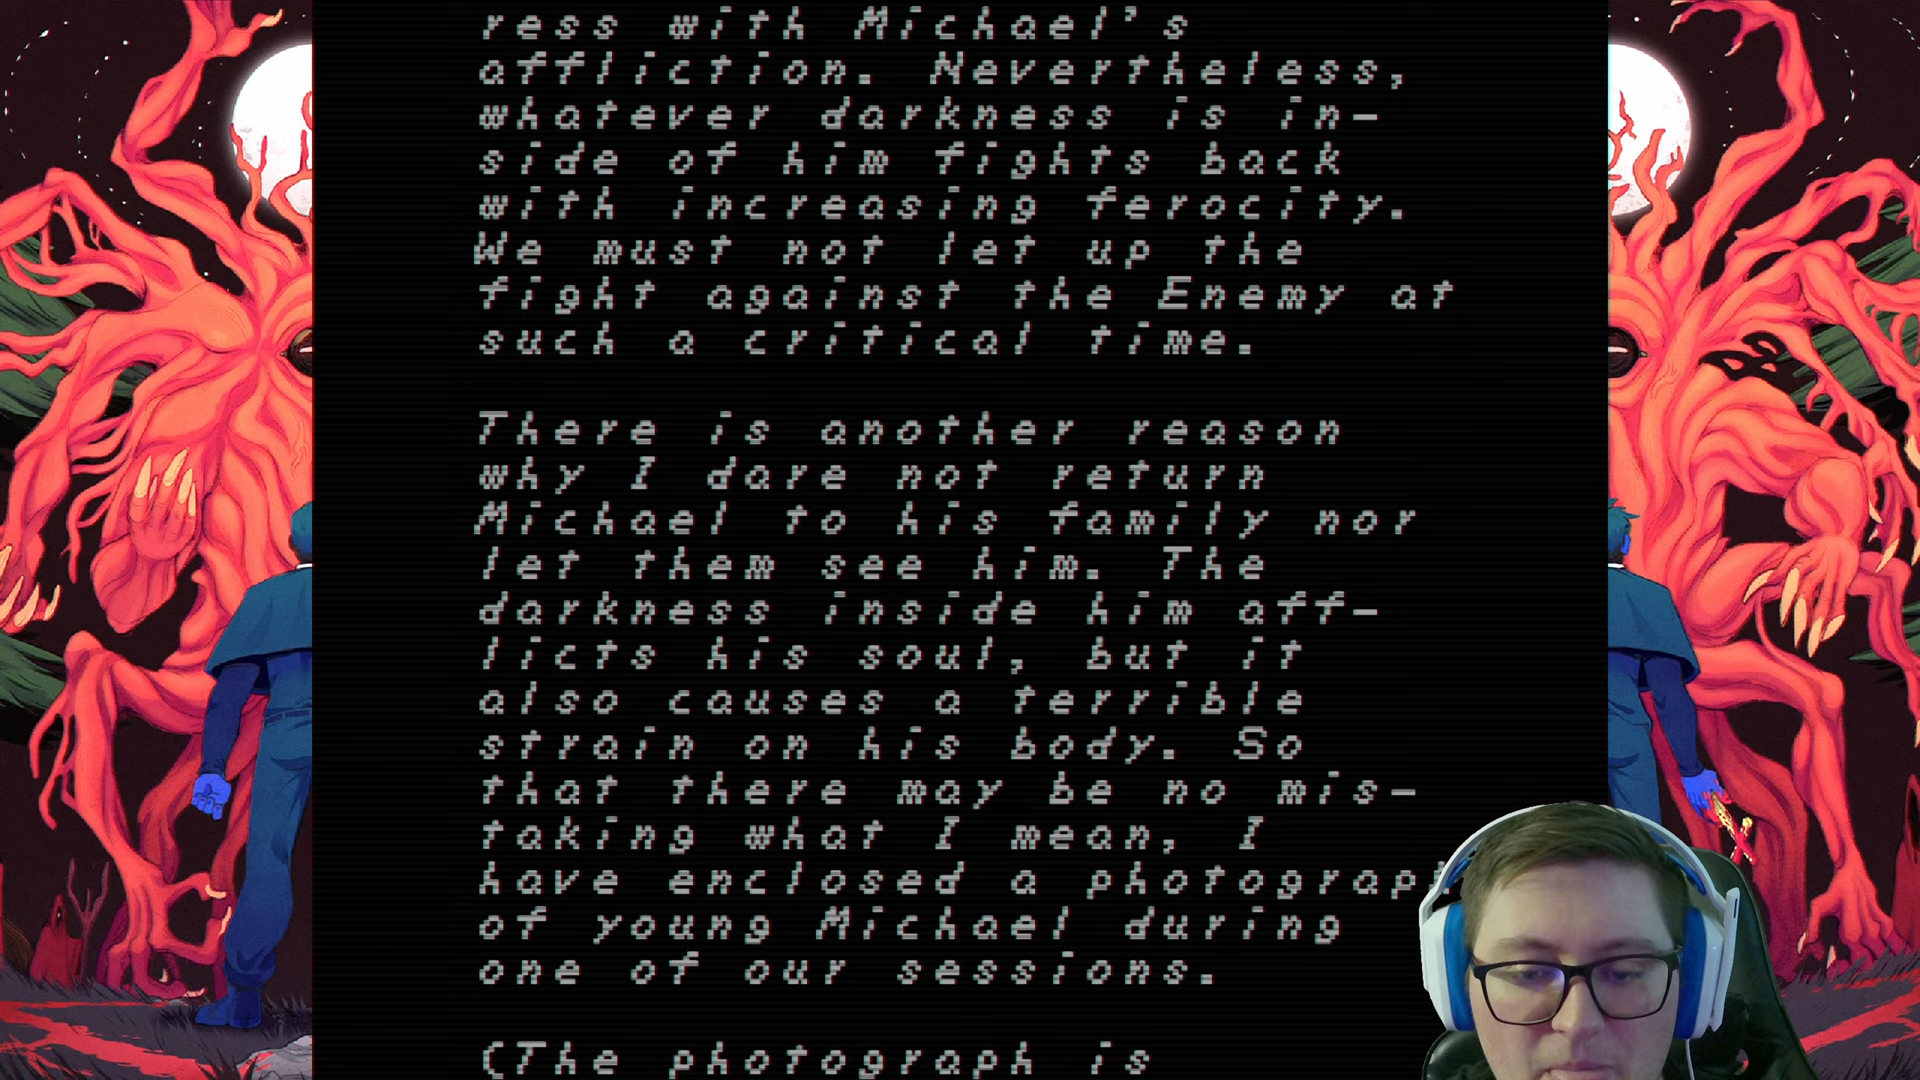 ress with Michael's
affliction. Nevertheless,
whatever darkness is in-
side of him fights back
with increasing ferocity.
We must not let up the
fight against the Enemy at
such a critical time.
There is another reason
why I dare not return
Michael to his family nor
let them see him. The
darkness inside him aff-
licts his soul, but it
also causes a terrible
strain on his body. So
that there may be no mis-
taking what I mean, I
have enclosed a photograph
of young Michael during
one of our sessions.
(The photograph is